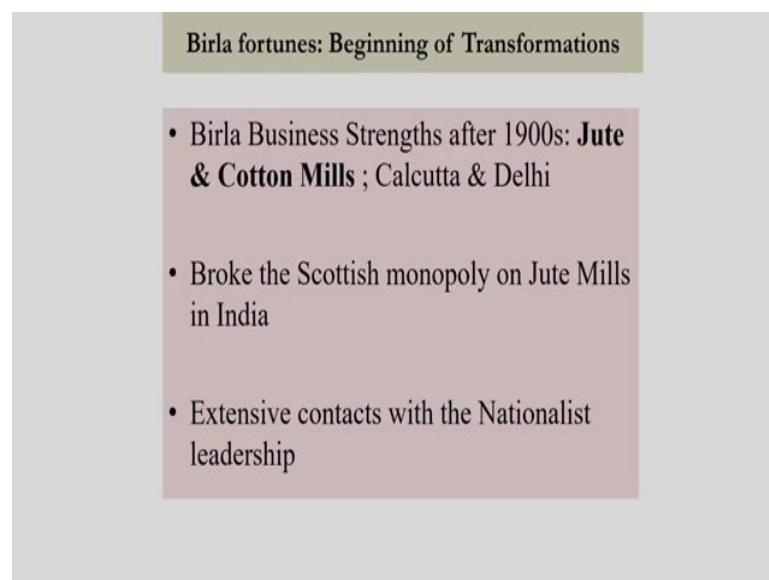 Birla fortunes: Beginning of Transformations
• Birla Business Strengths after 1900s: Jute
& Cotton Mills ; Calcutta & Delhi
• Broke the Scottish monopoly on Jute Mills
in India
• Extensive contacts with the Nationalist
leadership